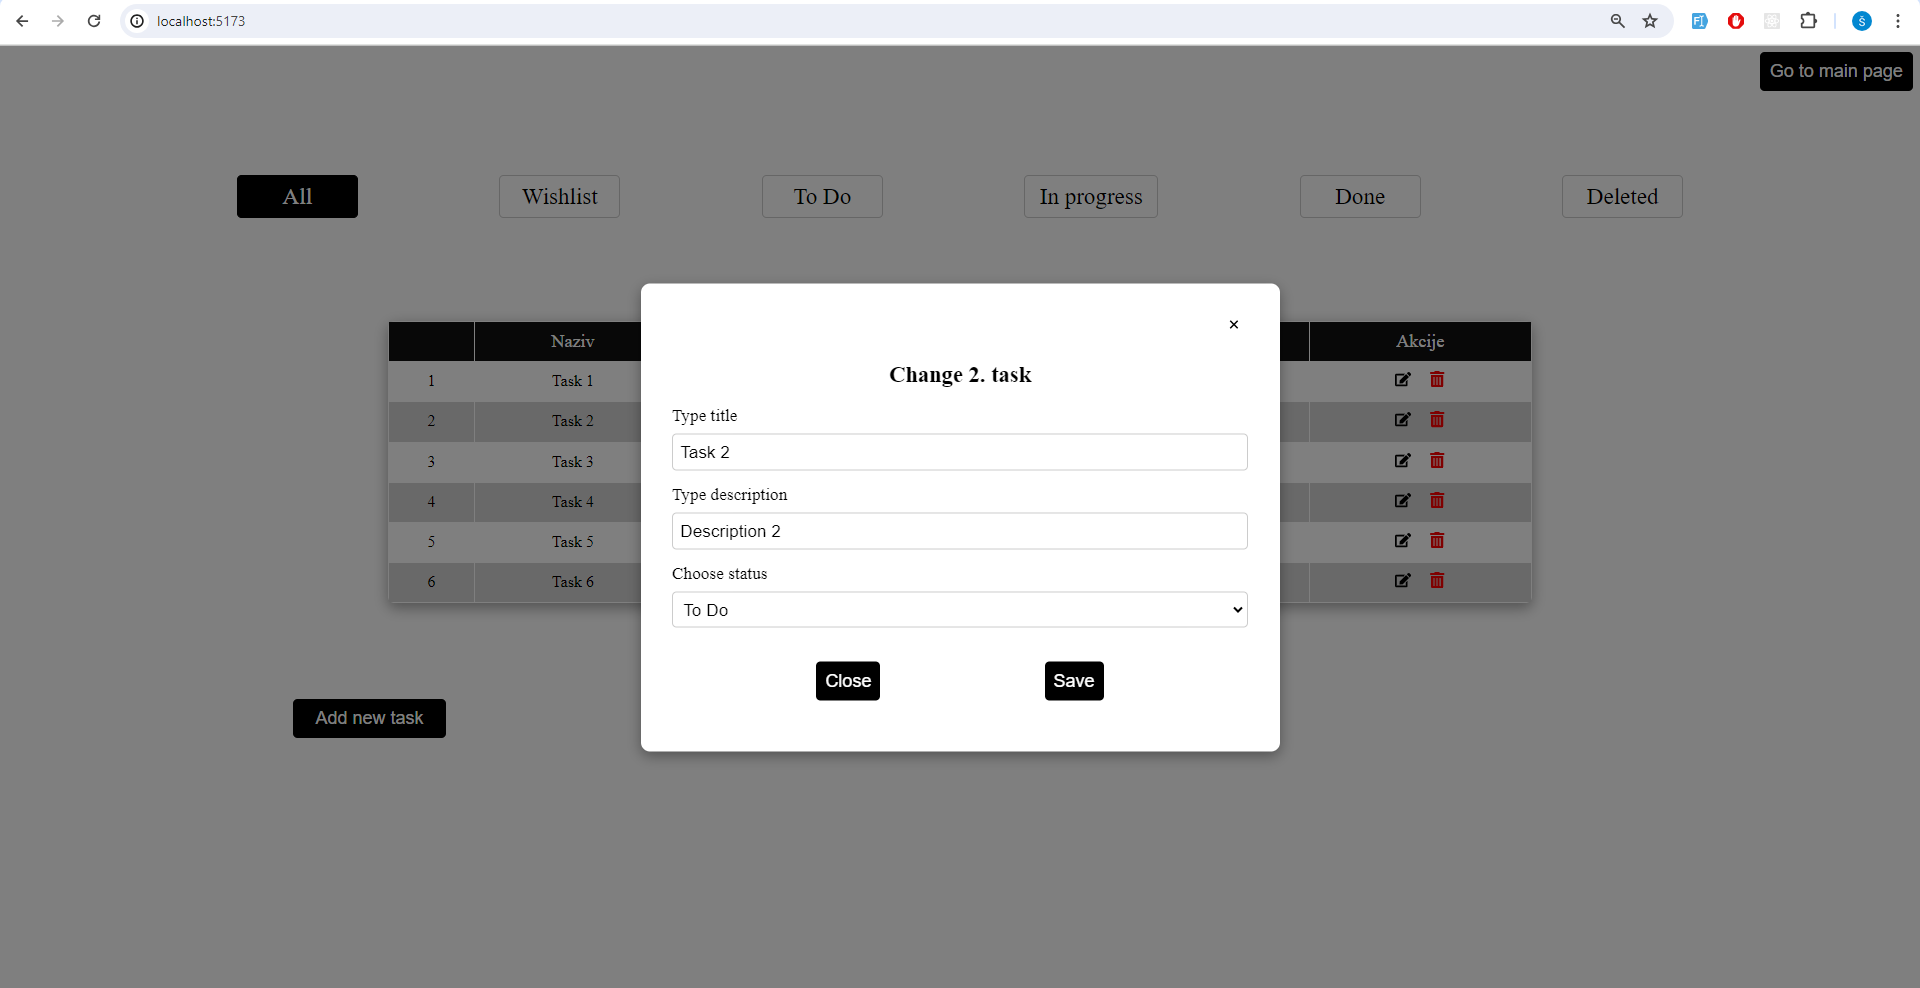 localhost:5173
Go to main page
All Wishlist To Do In progress Done Deleted
Naziv Akcije
1 Task 1
2 Task 2
3 Task 3
4 Task 4
5 Task 5
6 Task 6
×
Change 2. task
Type title
Task 2
Type description
Description 2
Choose status
To Do
Close Save
Add new task